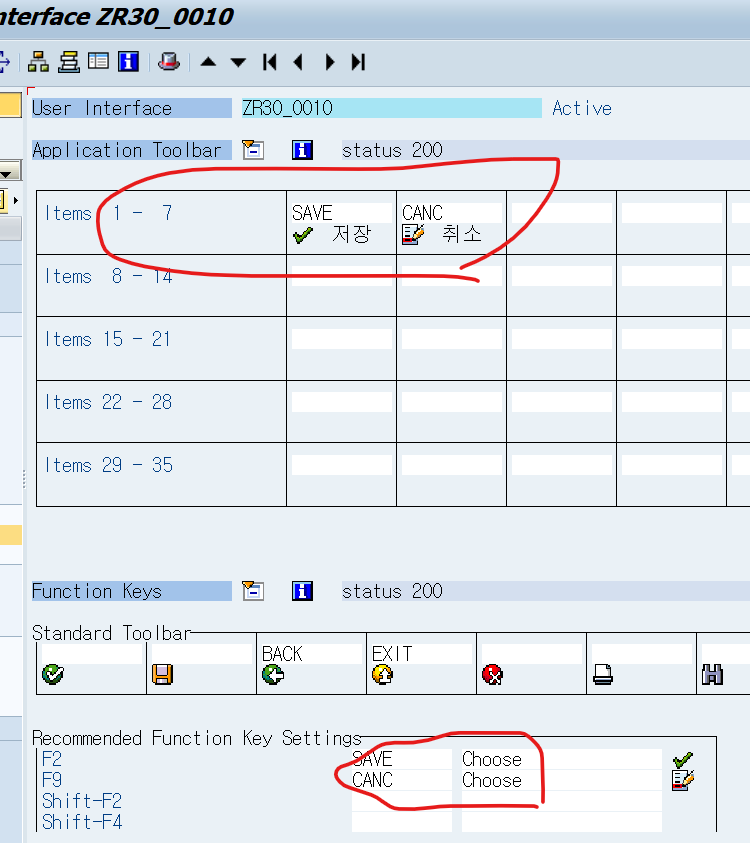 nterface ZR30_0010
User Interface ZR30_0010 Active
Application Toolbar status 200
Items 1 - 7 SAVE CANC
저장 취소
Items 8 - 14
Items 15 - 21
Items 22 - 28
Items 29 - 35
Function Keys status 200
Standard Toolbar
BACK EXIT
Recommended Function Key Settings
F2 SAVE Choose
F9 CANC Choose
Shift-F2
Shift-F4